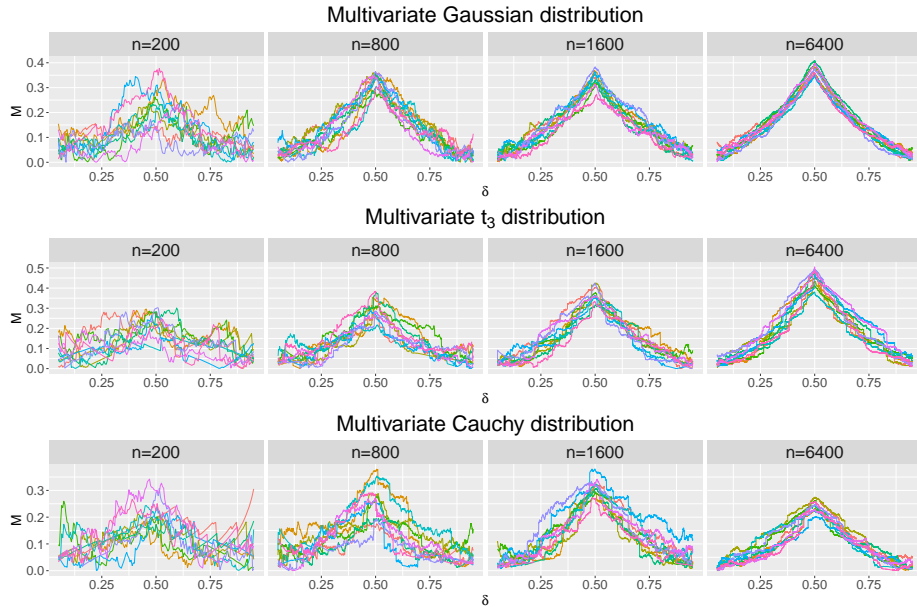 Multivariate Gaussian distribution
n=200 n=800 n=1600 n=6400
0.4
0.3
0.2
0.1
0.0
M
0.25 0.50 0.75 0.25 0.50 0.75 0.25 0.50 0.75 0.25 0.50 0.75
δ
Multivariate t₃ distribution
n=200 n=800 n=1600 n=6400
0.5
0.4
0.3
0.2
0.1
0.0
M
0.25 0.50 0.75 0.25 0.50 0.75 0.25 0.50 0.75 0.25 0.50 0.75
δ
Multivariate Cauchy distribution
n=200 n=800 n=1600 n=6400
0.3
0.2
0.1
0.0
M
0.25 0.50 0.75 0.25 0.50 0.75 0.25 0.50 0.75 0.25 0.50 0.75
δ